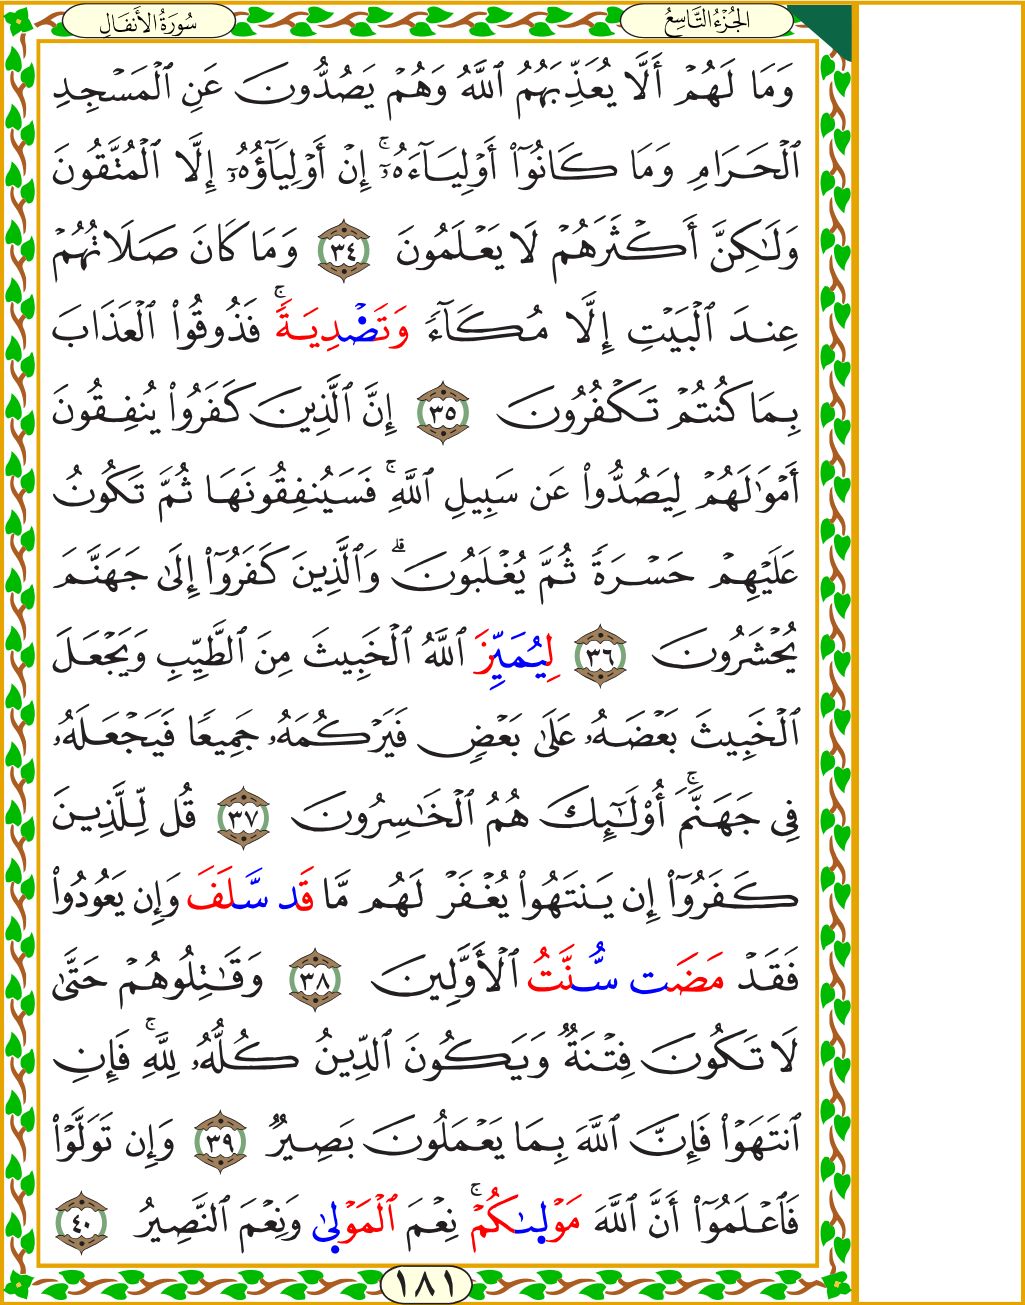 الجُزْءُ التَّاسِعُ
سُورَةُ الأَنفَالِ
وَمَا لَهُمْ أَلَّا يُعَذِّبَهُمُ ٱللَّهُ وَهُمْ يَصُدُّونَ عَنِ ٱلْمَسْجِدِ
ٱلْحَرَامِ وَمَا كَانُوٓا۟ أَوْلِيَآءَهُۥٓ ۚ إِنْ أَوْلِيَآؤُهُۥٓ إِلَّا ٱلْمُتَّقُونَ
وَلَٰكِنَّ أَكْثَرَهُمْ لَا يَعْلَمُونَ ٣٤ وَمَا كَانَ صَلَاتُهُمْ
عِندَ ٱلْبَيْتِ إِلَّا مُكَآءً وَتَصْدِيَةً ۚ فَذُوقُوا۟ ٱلْعَذَابَ
بِمَا كُنتُمْ تَكْفُرُونَ ٣٥ إِنَّ ٱلَّذِينَ كَفَرُوا۟ يُنفِقُونَ
أَمْوَٰلَهُمْ لِيَصُدُّوا۟ عَن سَبِيلِ ٱللَّهِ ۚ فَسَيُنفِقُونَهَا ثُمَّ تَكُونُ
عَلَيْهِمْ حَسْرَةً ثُمَّ يُغْلَبُونَ ۗ وَٱلَّذِينَ كَفَرُوٓا۟ إِلَىٰ جَهَنَّمَ
يُحْشَرُونَ ٣٦ لِيُمَيِّزَ ٱللَّهُ ٱلْخَبِيثَ مِنَ ٱلطَّيِّبِ وَيَجْعَلَ
ٱلْخَبِيثَ بَعْضَهُۥ عَلَىٰ بَعْضٍ فَيَرْكُمَهُۥ جَمِيعًا فَيَجْعَلَهُۥ
فِى جَهَنَّمَ ۚ أُو۟لَٰٓئِكَ هُمُ ٱلْخَٰسِرُونَ ٣٧ قُل لِّلَّذِينَ
كَفَرُوٓا۟ إِن يَنتَهُوا۟ يُغْفَرْ لَهُم مَّا قَد سَّلَفَ وَإِن يَعُودُوا۟
فَقَدْ مَضَت سُّنَّتُ ٱلْأَوَّلِينَ ٣٨ وَقَٰتِلُوهُمْ حَتَّىٰ
لَا تَكُونَ فِتْنَةٌ وَيَكُونَ ٱلدِّينُ كُلُّهُۥ لِلَّهِ ۚ فَإِنِ
ٱنتَهَوْا۟ فَإِنَّ ٱللَّهَ بِمَا يَعْمَلُونَ بَصِيرٌ ٣٩ وَإِن تَوَلَّوْا۟
فَٱعْلَمُوٓا۟ أَنَّ ٱللَّهَ مَوْلَىٰكُمْ ۚ نِعْمَ ٱلْمَوْلَىٰ وَنِعْمَ ٱلنَّصِيرُ ٤٠
١٨١